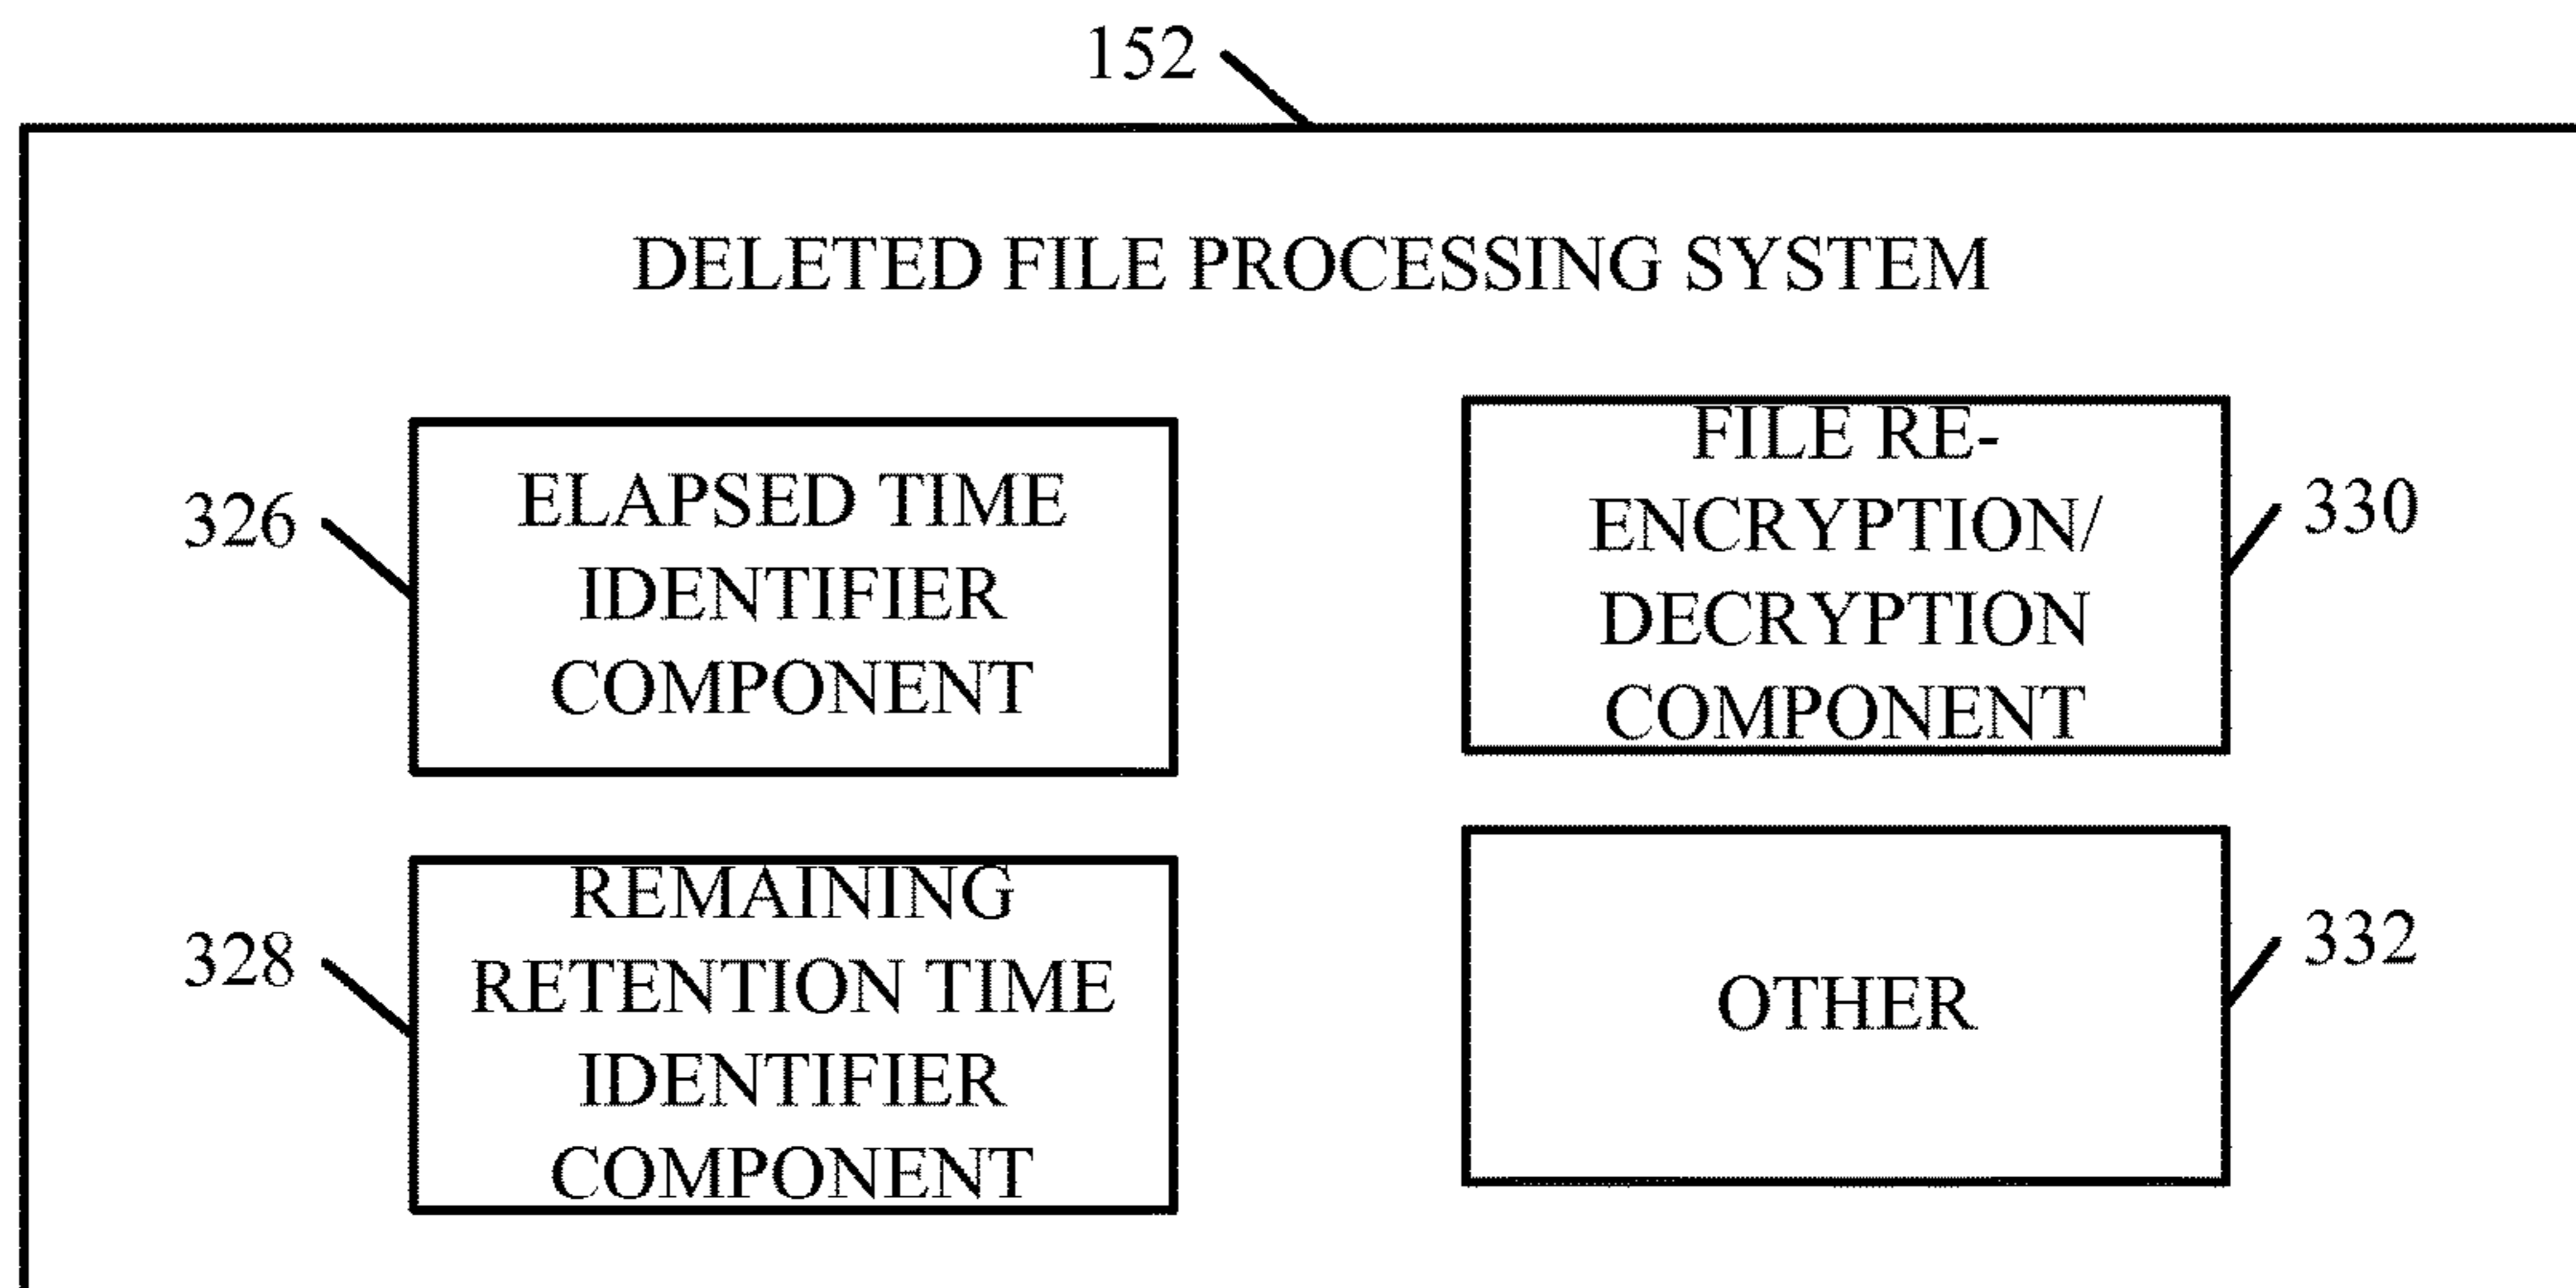 152
DELETED FILE PROCESSING SYSTEM
326
ELAPSED TIME
IDENTIFIER
COMPONENT
FILE RE-
ENCRYPTION/
DECRYPTION
COMPONENT
330
328
REMAINING
RETENTION TIME
IDENTIFIER
COMPONENT
OTHER
332